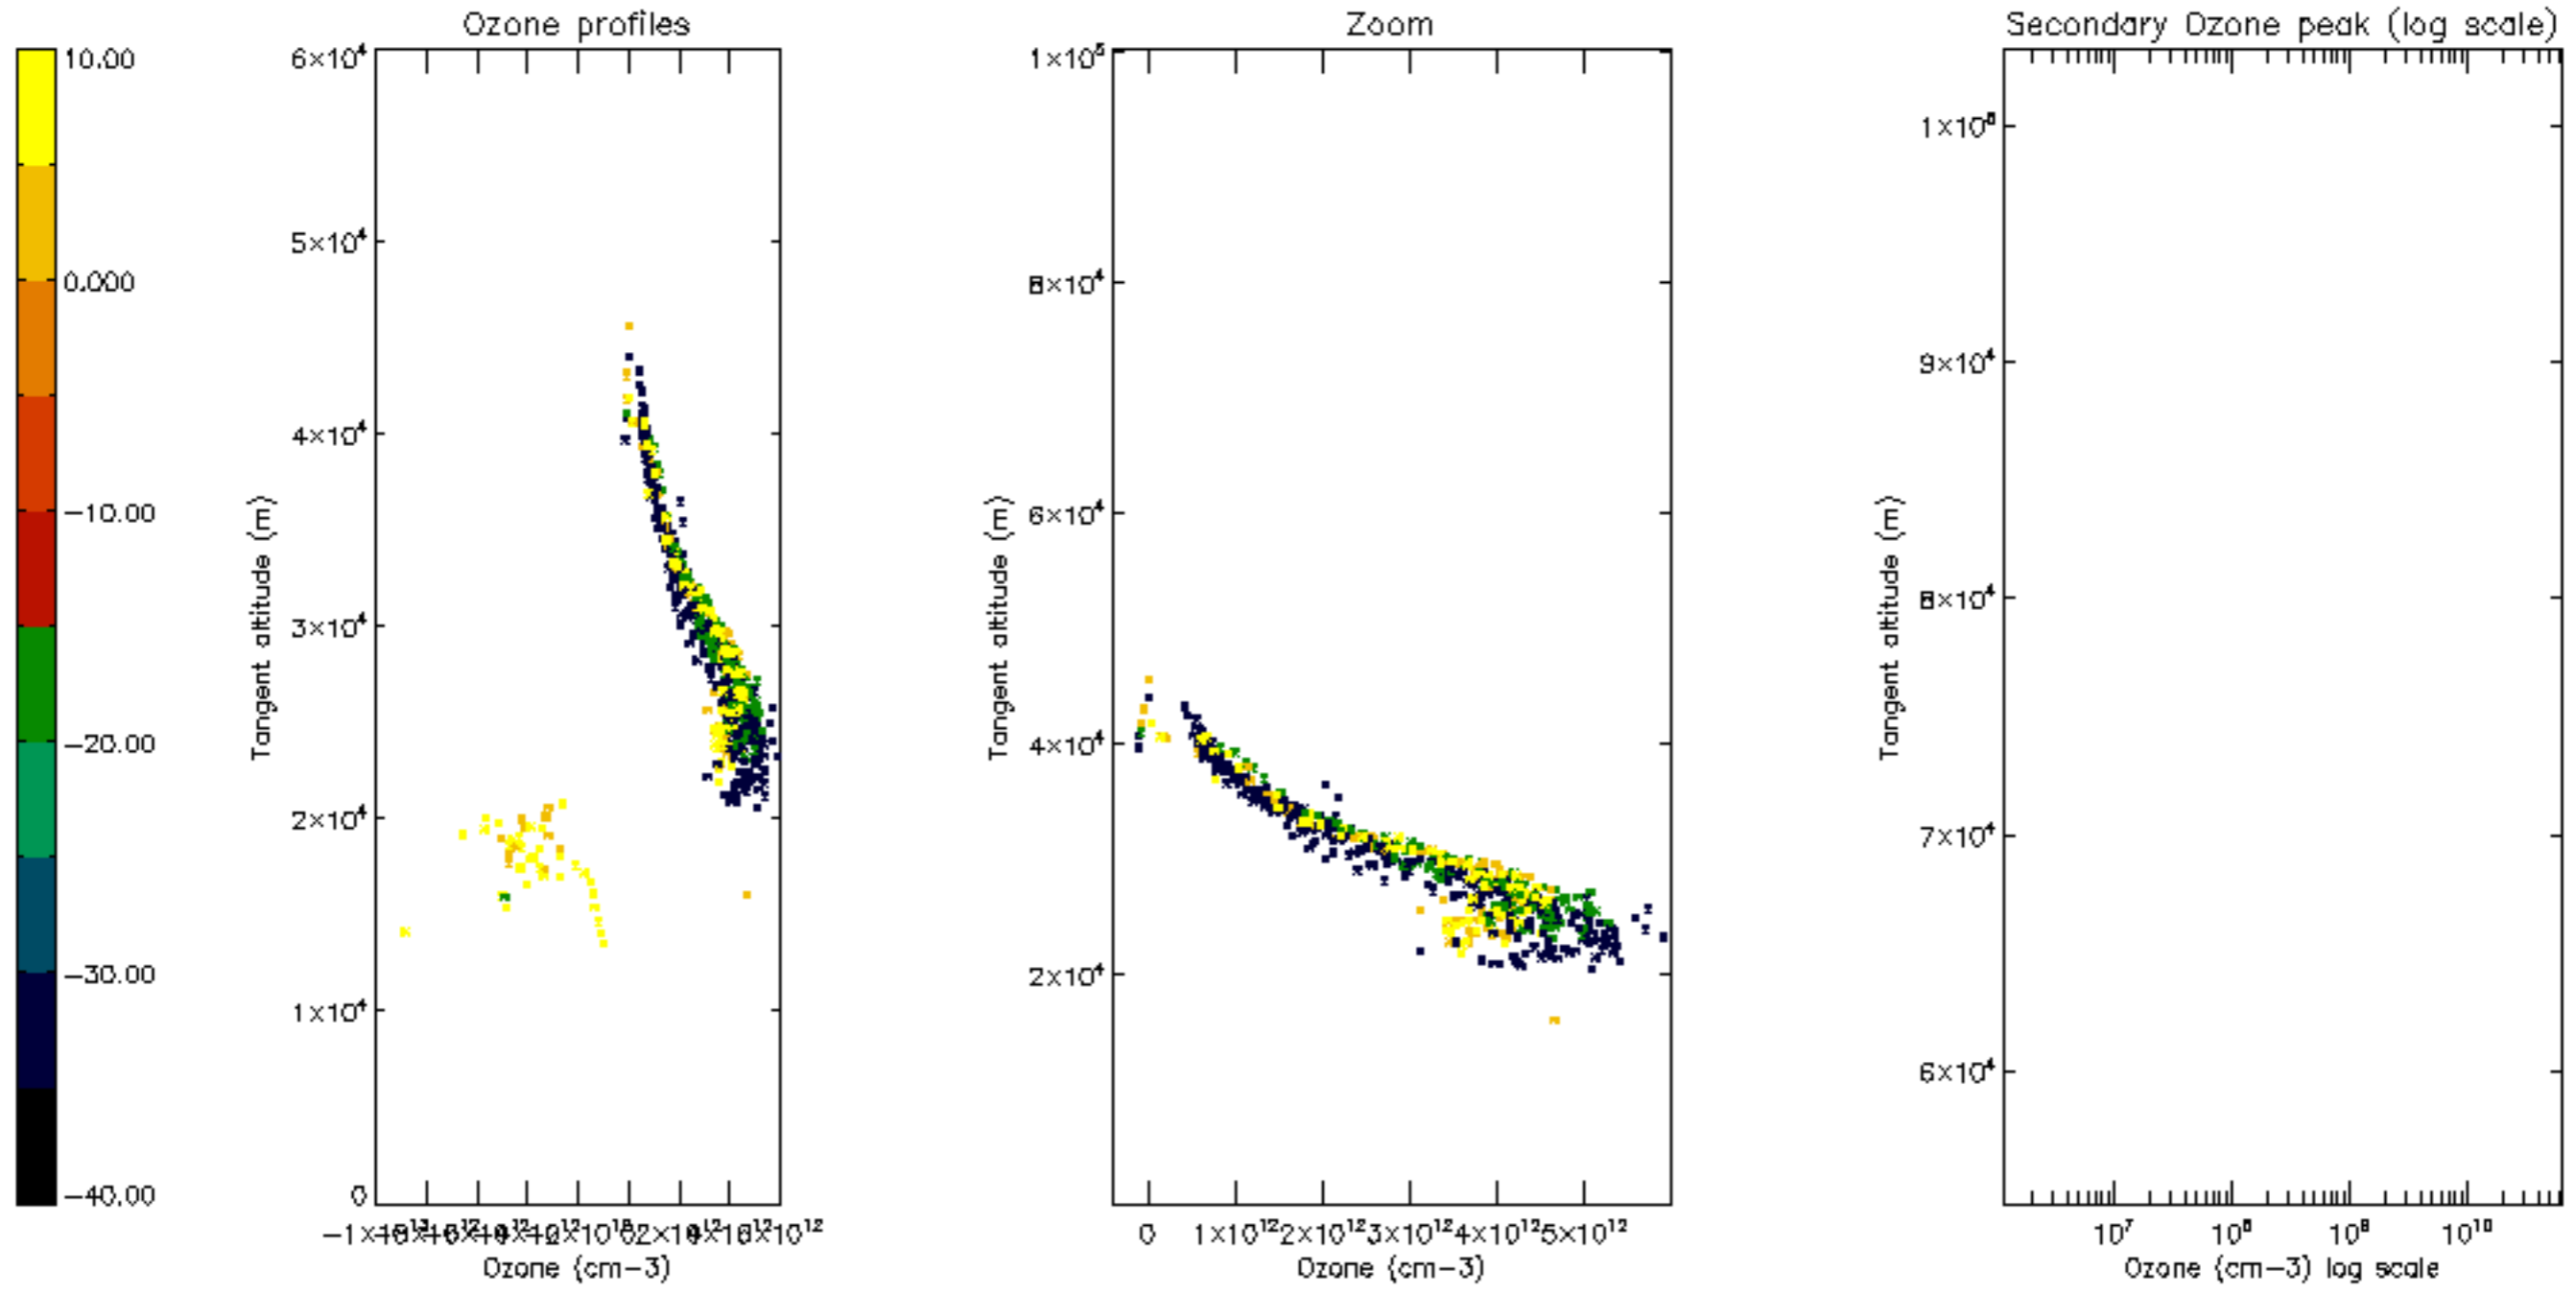 Ozone profiles
Zoom
Secondary Ozone peak (log scale)
10.00
0.000
−10.00
−20.00
−30.00
−40.00
6×10⁴
5×10⁴
4×10⁴
3×10⁴
2×10⁴
1×10⁴
0
Tangent altitude (m)
Ozone (cm−3)
1×10⁵
8×10⁴
6×10⁴
4×10⁴
2×10⁴
Tangent altitude (m)
0 1×10¹² 2×10¹² 3×10¹² 4×10¹² 5×10¹²
Ozone (cm−3)
1×10⁵
9×10⁴
8×10⁴
7×10⁴
6×10⁴
Tangent altitude (m)
10⁷ 10⁸ 10⁹ 10¹⁰
Ozone (cm−3) log scale